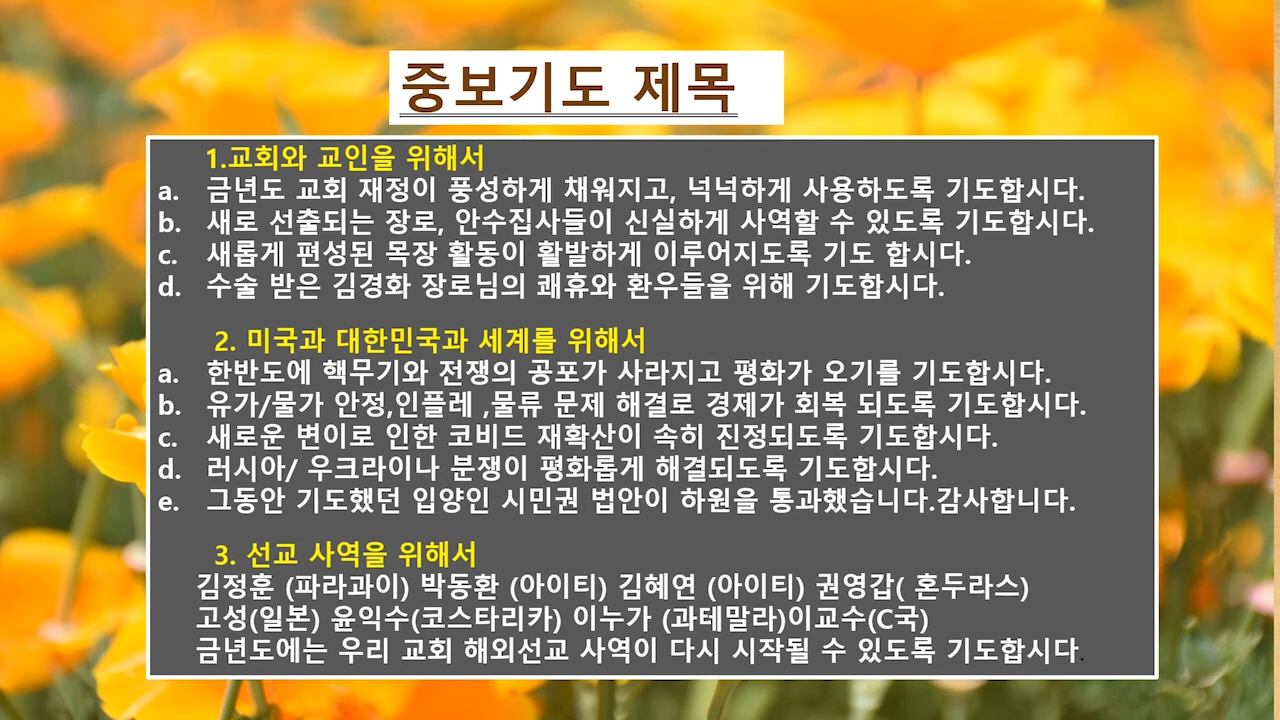 중보기도 제목
1.교회와 교인을 위해서
a. 금년도 교회 재정이 풍성하게 채워지고, 넉넉하게 사용하도록 기도합시다.
b. 새로 선출되는 장로, 안수집사들이 신실하게 사역할 수 있도록 기도합시다.
c. 새롭게 편성된 목장 활동이 활발하게 이루어지도록 기도 합시다.
d. 수술 받은 김경화 장로님의 쾌휴와 환우들을 위해 기도합시다.
2. 미국과 대한민국과 세계를 위해서
a. 한반도에 핵무기와 전쟁의 공포가 사라지고 평화가 오기를 기도합시다.
b. 유가/물가 안정,인플레 ,물류 문제 해결로 경제가 회복 되도록 기도합시다.
c. 새로운 변이로 인한 코비드 재확산이 속히 진정되도록 기도합시다.
d. 러시아/ 우크라이나 분쟁이 평화롭게 해결되도록 기도합시다.
e. 그동안 기도했던 입양인 시민권 법안이 하원을 통과했습니다.감사합니다.
3. 선교 사역을 위해서
김정훈 (파라과이) 박동환 (아이티) 김혜연 (아이티) 권영갑( 혼두라스)
고성(일본) 윤익수(코스타리카) 이누가 (과테말라)이교수(C국)
금년도에는 우리 교회 해외선교 사역이 다시 시작될 수 있도록 기도합시다.